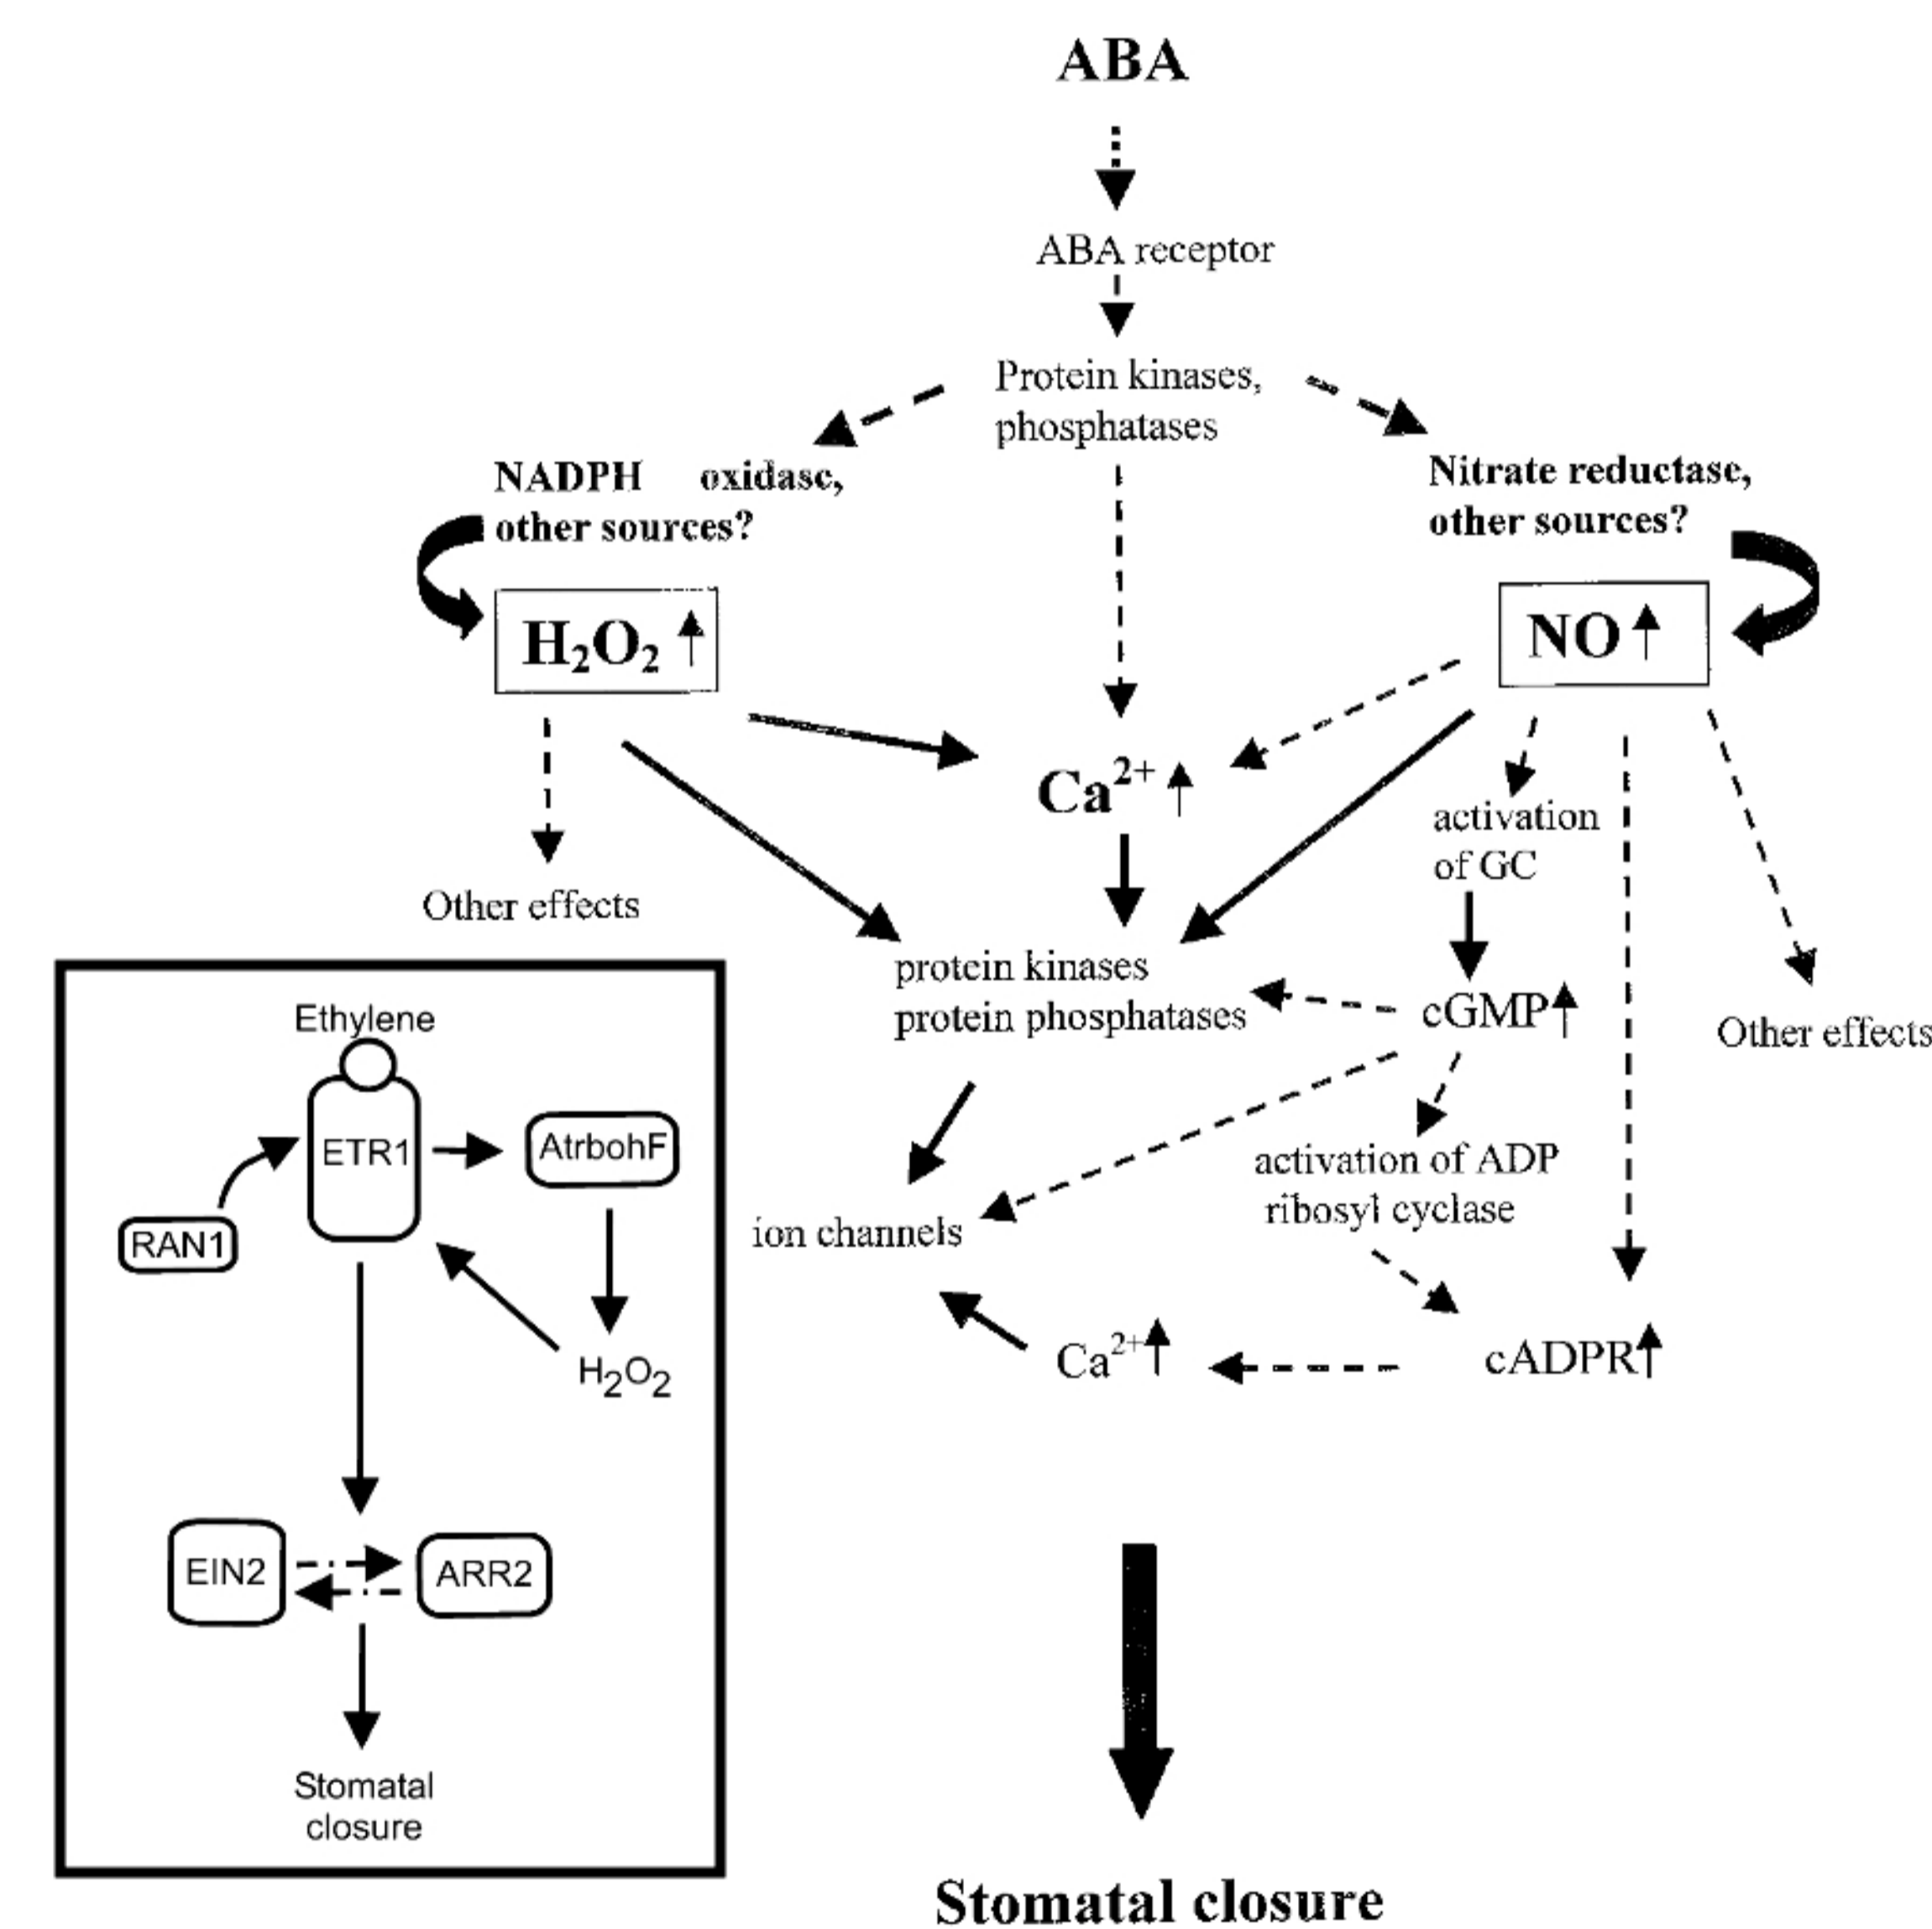 ABA
ABA receptor
Protein kinases,
phosphatases
NADPH oxidase,
other sources?
Nitrate reductase,
other sources?
H₂O₂
NO
Ca²⁺
activation
of GC
Other effects
protein kinases
protein phosphatases
cGMP
Other effects
Ethylene
ETR1
AtrbohF
RAN1
H₂O₂
EIN2
ARR2
Stomatal
closure
activation of ADP
ribosyl cyclase
ion channels
Ca²⁺
cADPR
Stomatal closure